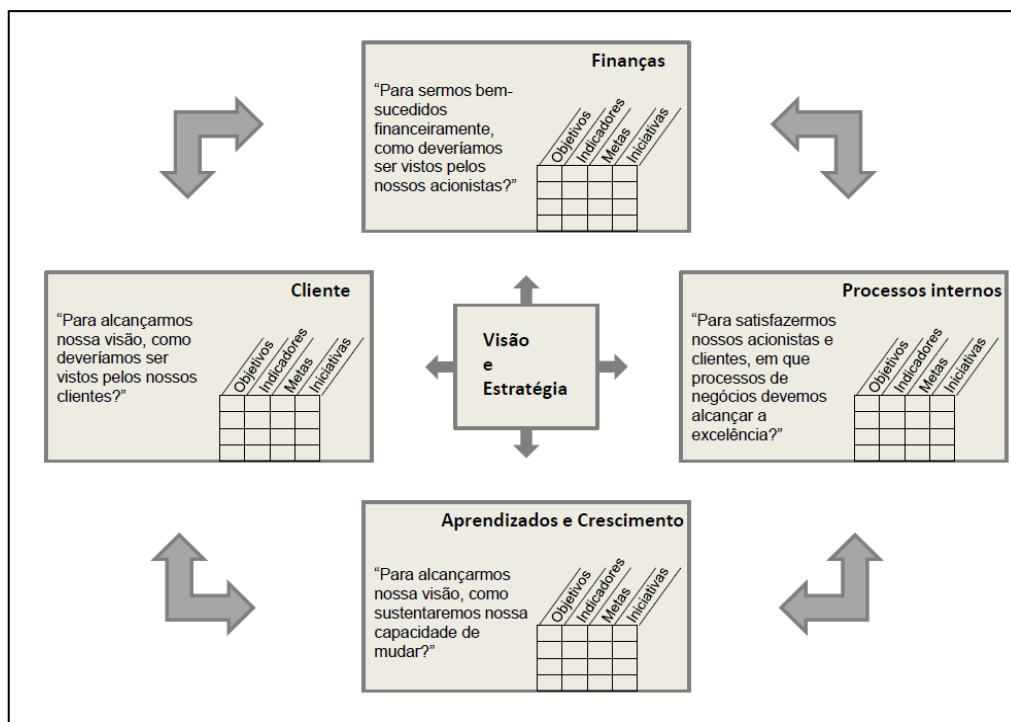 Finanças
“Para sermos bem-
sucedidos
financeiramente,
como deveríamos
ser vistos pelos
nossos acionistas?”
Objetivos
Indicadores
Metas
Iniciativas
Cliente
“Para alcançarmos
nossa visão, como
deveríamos ser
vistos pelos nossos
clientes?”
Objetivos
Indicadores
Metas
Iniciativas
Visão
e
Estratégia
Processos internos
“Para satisfazermos
nossos acionistas e
clientes, em que
processos de
negócios devemos
alcançar a
excelência?”
Objetivos
Indicadores
Metas
Iniciativas
Aprendizados e Crescimento
“Para alcançarmos
nossa visão, como
sustentaremos nossa
capacidade de
mudar?”
Objetivos
Indicadores
Metas
Iniciativas